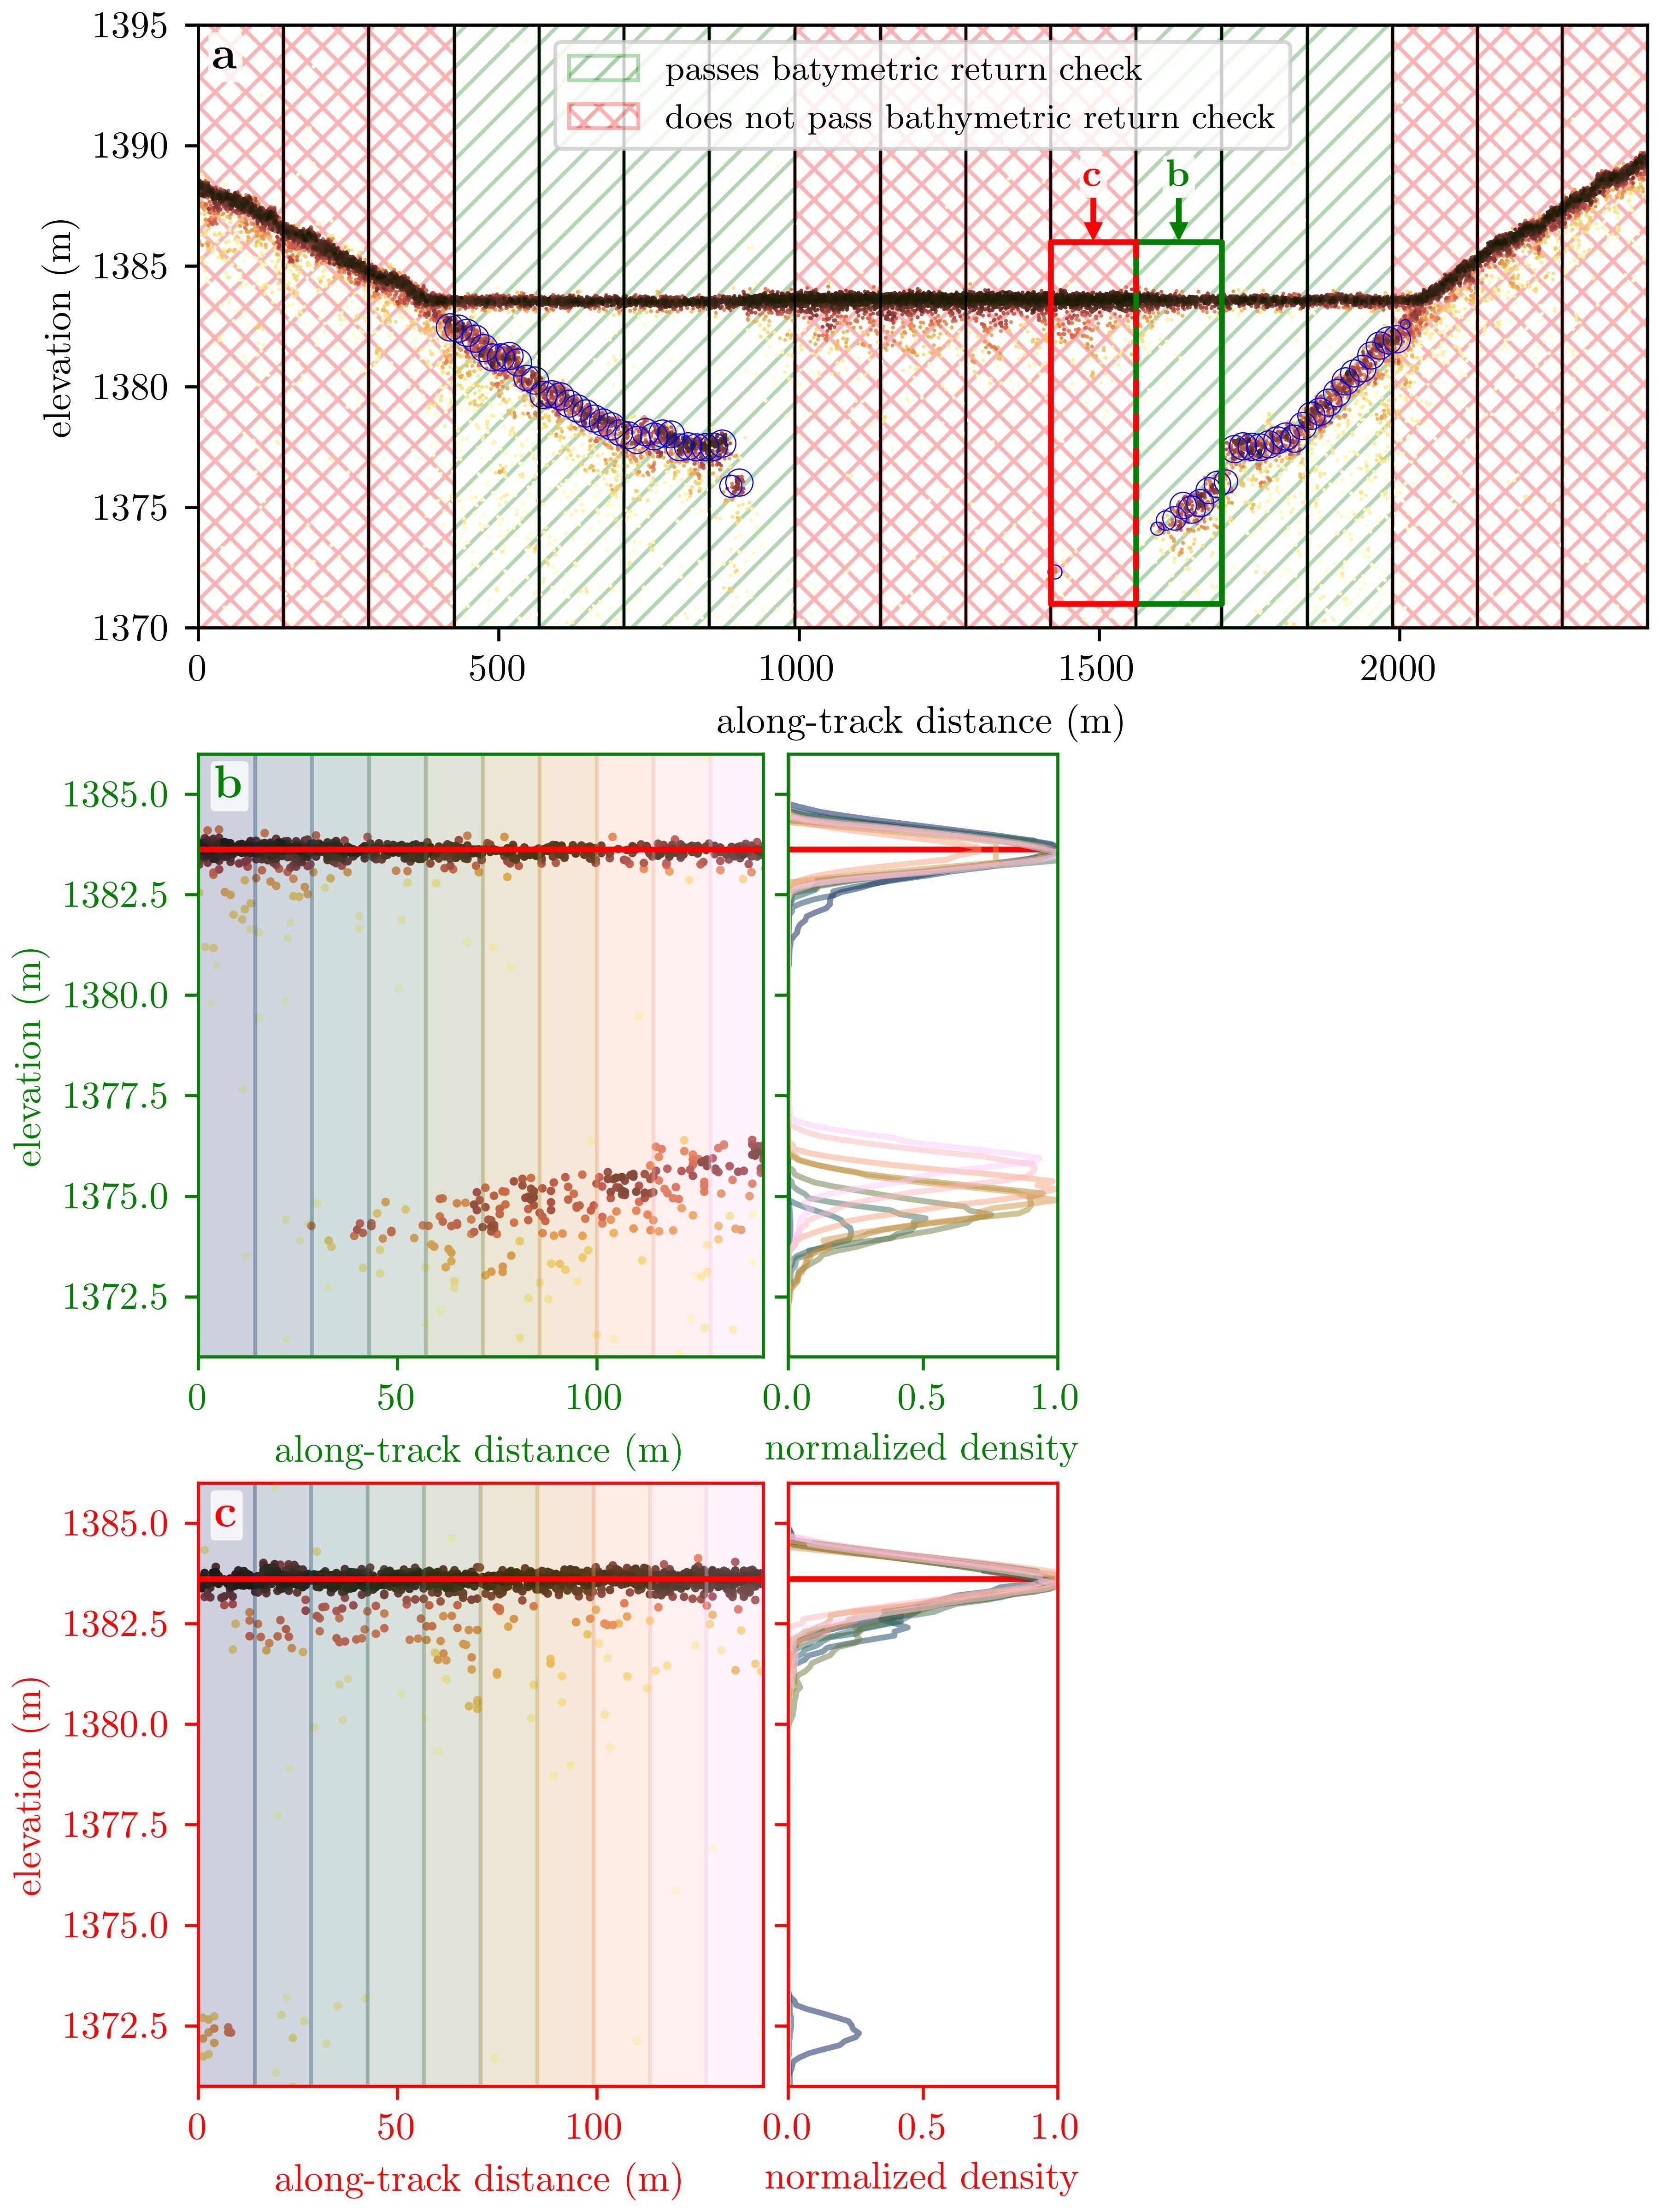 1395
a
passes batymetric return check
does not pass bathymetric return check
1390
c
b
1385
1380
1375
1370
elevation (m)
0 500 1000 1500 2000
along-track distance (m)
b
1385.0
1382.5
1380.0
1377.5
1375.0
1372.5
elevation (m)
0 50 100
0.0 0.5 1.0
along-track distance (m)
normalized density
c
1385.0
1382.5
1380.0
1377.5
1375.0
1372.5
elevation (m)
0 50 100
0.0 0.5 1.0
along-track distance (m)
normalized density